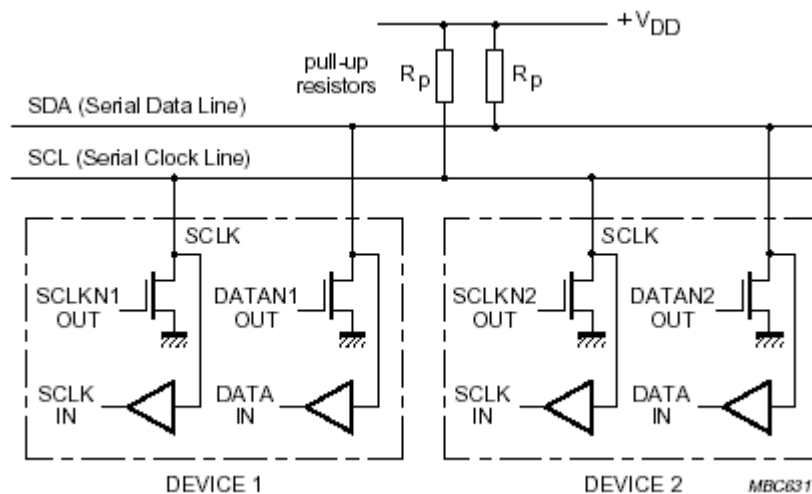 +VDD
pull-up
resistors
Rp
Rp
SDA (Serial Data Line)
SCL (Serial Clock Line)
SCLK
SCLK
SCLKN1
OUT
DATAN1
OUT
SCLKN2
OUT
DATAN2
OUT
SCLK
IN
DATA
IN
SCLK
IN
DATA
IN
DEVICE 1
DEVICE 2
MBC631